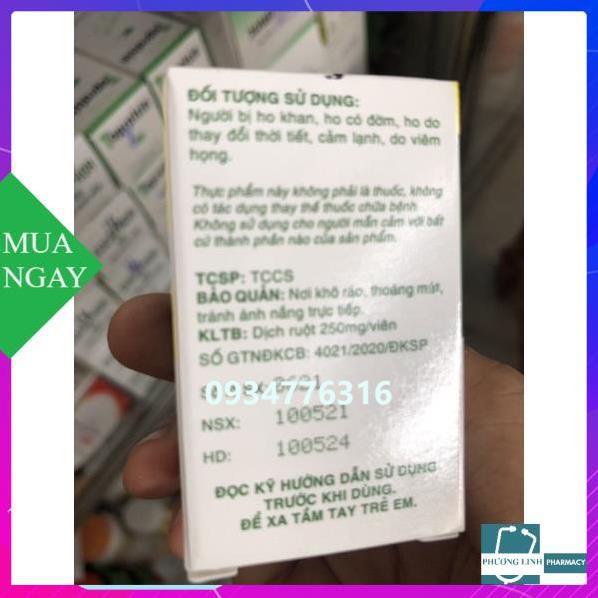 ĐỐI TƯỢNG SỬ DỤNG:
Người bị ho khan, ho có đờm, ho do
thay đổi thời tiết, cảm lạnh, do viêm
họng.
Thực phẩm này không phải là thuốc, không
có tác dụng thay thế thuốc chữa bệnh
Không sử dụng cho người mẫn cảm với bất
cứ thành phần nào của sản phẩm.
TCSP: TCCS
BẢO QUẢN: Nơi khô ráo, thoáng mát,
tránh ánh nắng trực tiếp.
KLTB: Dịch ruột 250mg/viên
SỐ GTNĐKCB: 4021/2020/ĐKSP
0621
0934776316
NSX: 100521
HD: 100524
ĐỌC KỸ HƯỚNG DẪN SỬ DỤNG
TRƯỚC KHI DÙNG.
ĐỂ XA TẦM TAY TRẺ EM.
MUA
NGAY
PHƯƠNG LINH PHARMACY